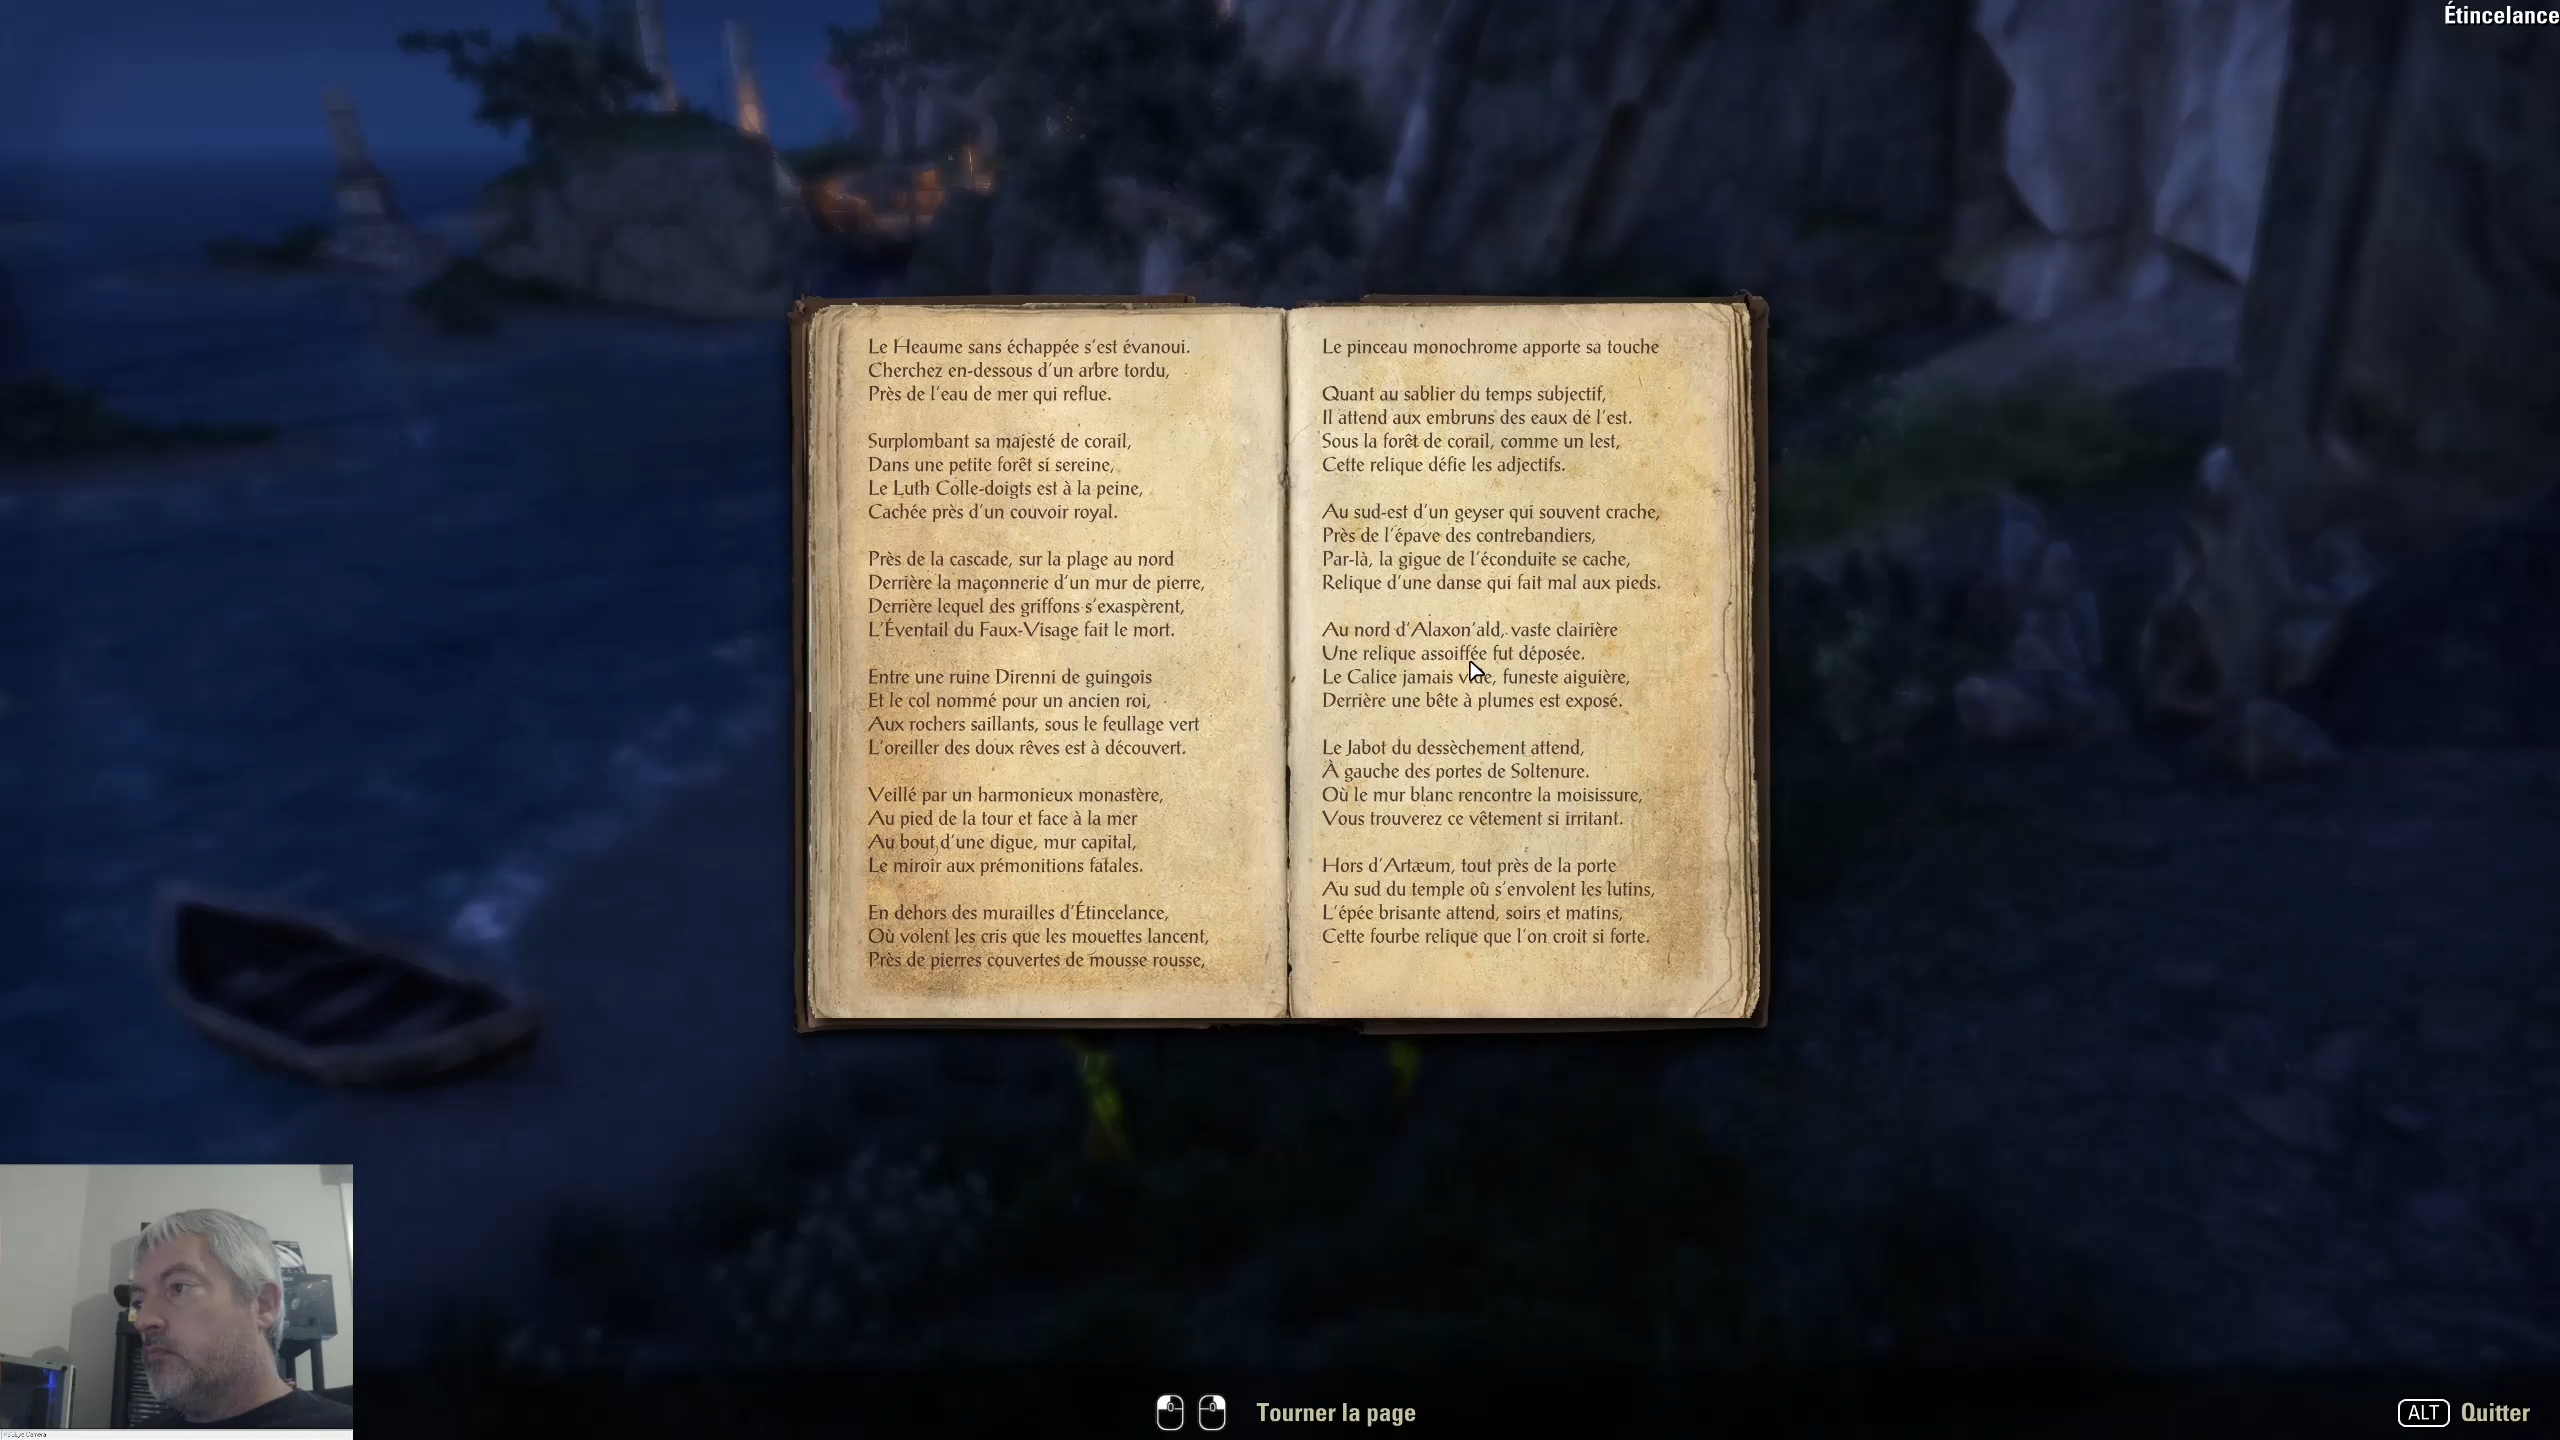 Étincelance
Le Heaume sans échappée s'est évanoui.
Cherchez en-dessous d'un arbre tordu,
Près de l'eau de mer qui reflue.
Surplombant sa majesté de corail,
Dans une petite forêt si sereine,
Le Luth Colle-doigts est à la peine,
Cachée près d'un couvoir royal.
Près de la cascade, sur la plage au nord
Derrière la maçonnerie d'un mur de pierre,
Derrière lequel des griffons s'exaspèrent,
L'Éventail du Faux-Visage fait le mort.
Entre une ruine Direnni de guingois
Et le col nommé pour un ancien roi,
Aux rochers saillants, sous le feullage vert
L'oreiller des doux rêves est à découvert.
Veillé par un harmonieux monastère,
Au pied de la tour et face à la mer
Au bout d'une digue, mur capital,
Le miroir aux prémonitions fatales.
En dehors des murailles d'Étincelance,
Où volent les cris que les mouettes lancent,
Près de pierres couvertes de mousse rousse,
Le pinceau monochrome apporte sa touche
Quant au sablier du temps subjectif,
Il attend aux embruns des eaux de l'est.
Sous la forêt de corail, comme un lest,
Cette relique défie les adjectifs.
Au sud-est d'un geyser qui souvent crache,
Près de l'épave des contrebandiers,
Par-là, la gigue de l'éconduite se cache,
Relique d'une danse qui fait mal aux pieds.
Au nord d'Alaxon'ald, vaste clairière
Une relique assoiffée fut déposée.
Le Calice jamais vide, funeste aiguière,
Derrière une bête à plumes est exposé.
Le Jabot du dessèchement attend,
À gauche des portes de Soltenure.
Où le mur blanc rencontre la moisissure,
Vous trouverez ce vêtement si irritant.
Hors d'Artæum, tout près de la porte
Au sud du temple où s'envolent les lutins,
L'épée brisante attend, soirs et matins,
Cette fourbe relique que l'on croit si forte.
Tourner la page
ALT Quitter